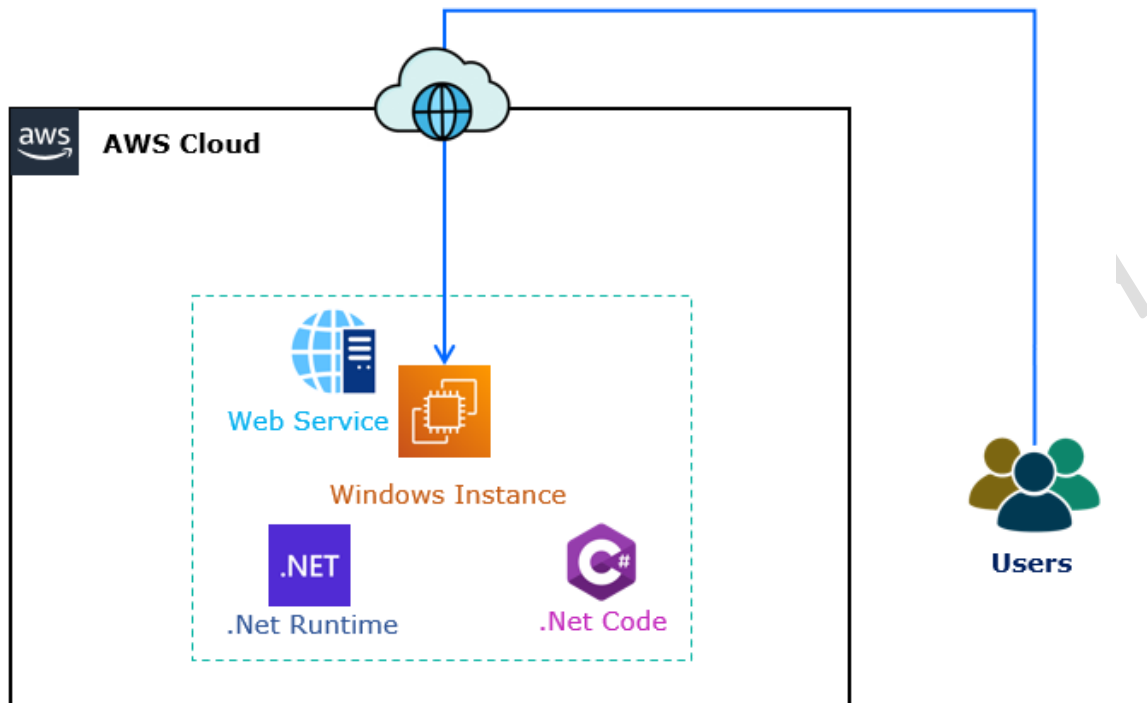 aws
AWS Cloud
Web Service
Windows Instance
.NET
C#
.Net Runtime
.Net Code
Users